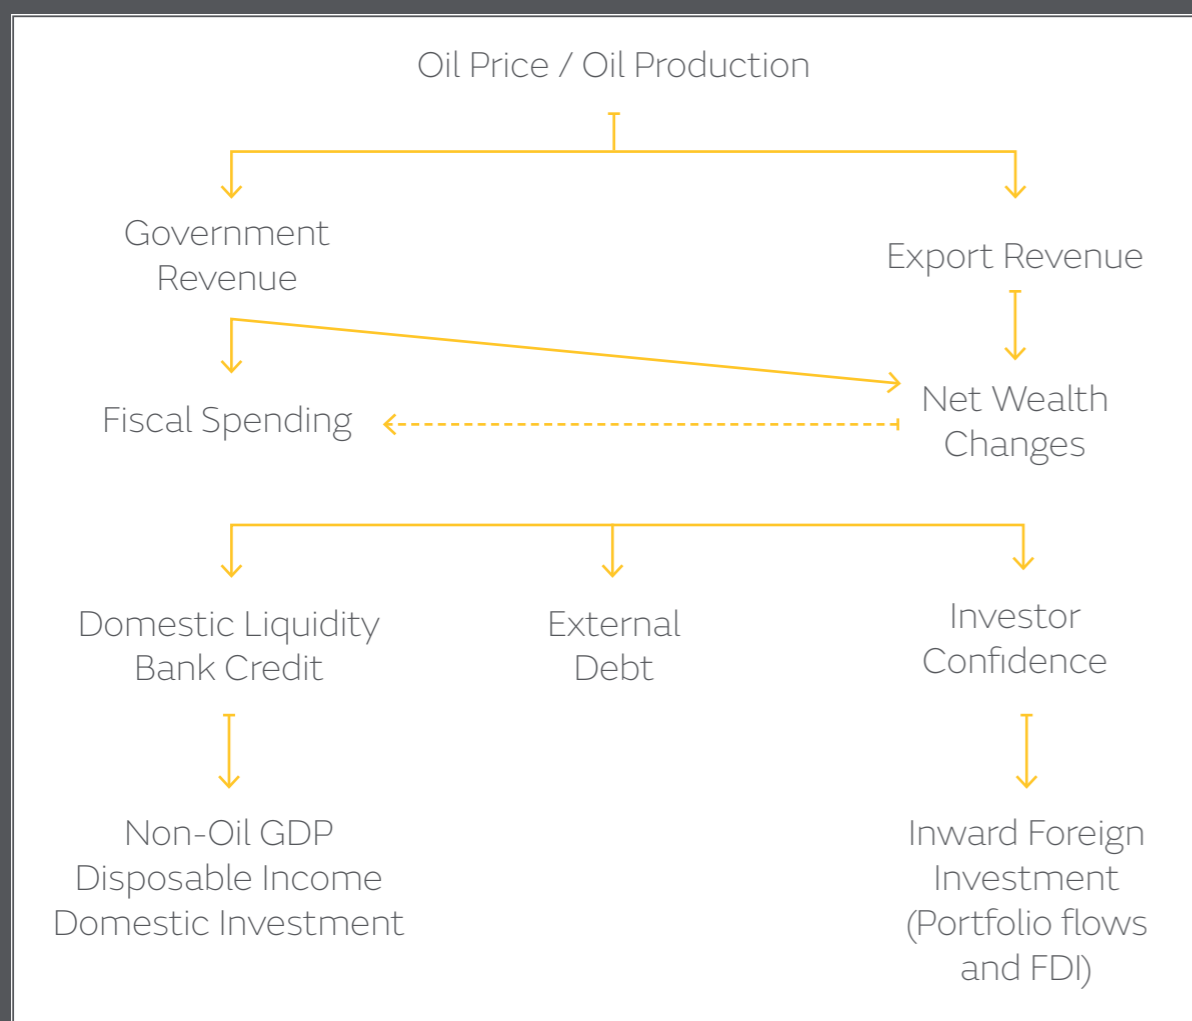 Oil Price / Oil Production
Government
Revenue
Export Revenue
Fiscal Spending
Net Wealth
Changes
Domestic Liquidity
Bank Credit
External
Debt
Investor
Confidence
Non-Oil GDP
Disposable Income
Domestic Investment
Inward Foreign
Investment
(Portfolio flows
and FDI)